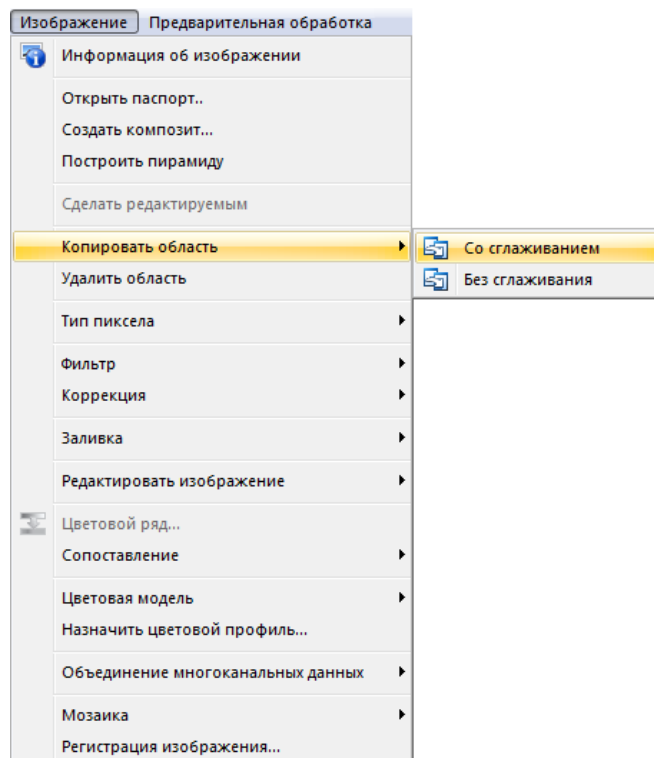 Изображение Предварительная обработка
Информация об изображении
Открыть паспорт..
Создать композит...
Построить пирамиду
Сделать редактируемым
Копировать область
Со сглаживанием
Удалить область
Без сглаживания
Тип пиксела
Фильтр
Коррекция
Заливка
Редактировать изображение
Цветовой ряд...
Сопоставление
Цветовая модель
Назначить цветовой профиль...
Объединение многоканальных данных
Мозаика
Регистрация изображения...